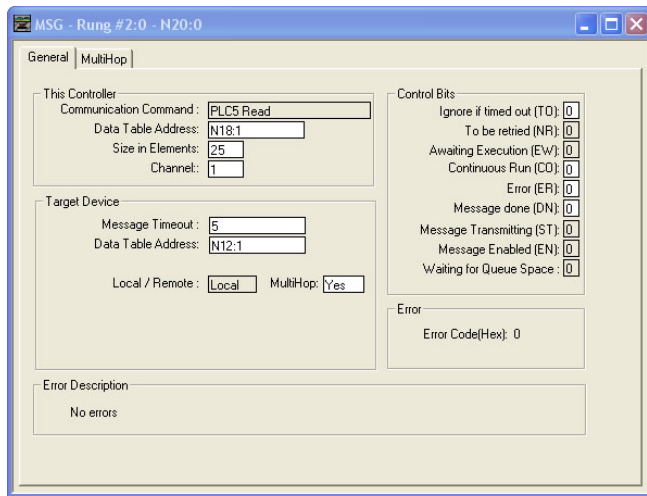 MSG - Rung #2:0 - N20:0
General
MultiHop
This Controller
Communication Command : PLC5 Read
Data Table Address: N18:1
Size in Elements: 25
Channel:: 1
Target Device
Message Timeout : 5
Data Table Address: N12:1
Local / Remote : Local MultiHop: Yes
Control Bits
Ignore if timed out (TO): 0
To be retried (NR): 0
Awaiting Execution (EW): 0
Continuous Run (CO): 0
Error (ER): 0
Message done (DN): 0
Message Transmitting (ST): 0
Message Enabled (EN): 0
Waiting for Queue Space : 0
Error
Error Code(Hex): 0
Error Description
No errors